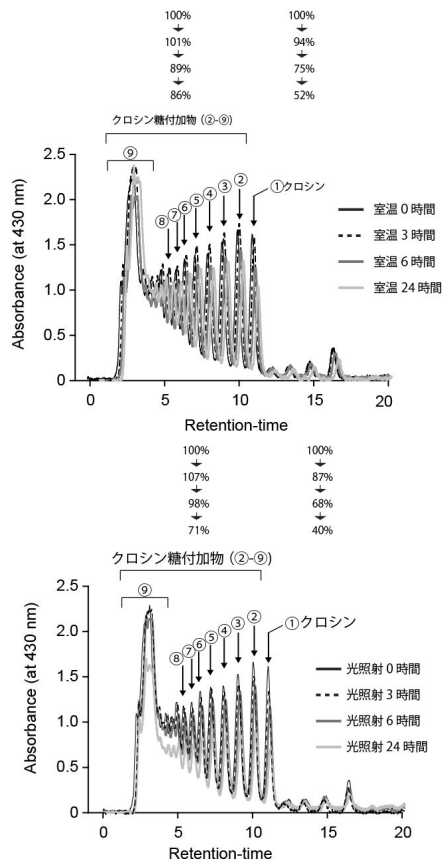 100% 100%
101% 94%
89% 75%
86% 52%
クロシン糖付加物 (②-⑨)
⑨
⑧ ⑦ ⑥ ⑤ ④ ③ ② ①クロシン
室温 0 時間
室温 3 時間
室温 6 時間
室温 24 時間
Absorbance (at 430 nm)
2.5
2.0
1.5
1.0
0.5
0
0 5 10 15 20
Retention-time
100% 100%
107% 87%
98% 68%
71% 40%
クロシン糖付加物 (②-⑨)
⑨
⑧ ⑦ ⑥ ⑤ ④ ③ ② ①クロシン
光照射 0 時間
光照射 3 時間
光照射 6 時間
光照射 24 時間
Absorbance (at 430 nm)
2.5
2.0
1.5
1.0
0.5
0
0 5 10 15 20
Retention-time